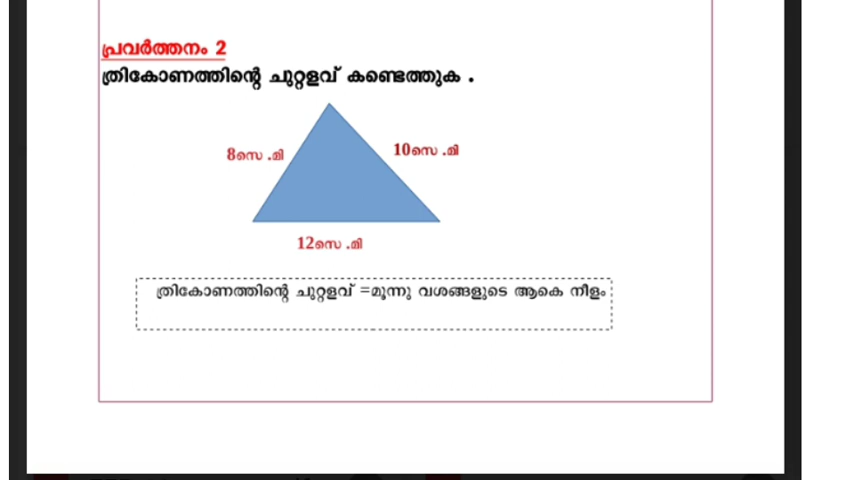 പ്രവർത്തനം 2
ത്രികോണത്തിന്റെ ചുറ്റളവ് കണ്ടെത്തുക .
8സെ .മി
10സെ .മി
12സെ .മി
ത്രികോണത്തിന്റെ ചുറ്റളവ് =മൂന്നു വശങ്ങളുടെ ആകെ നീളം